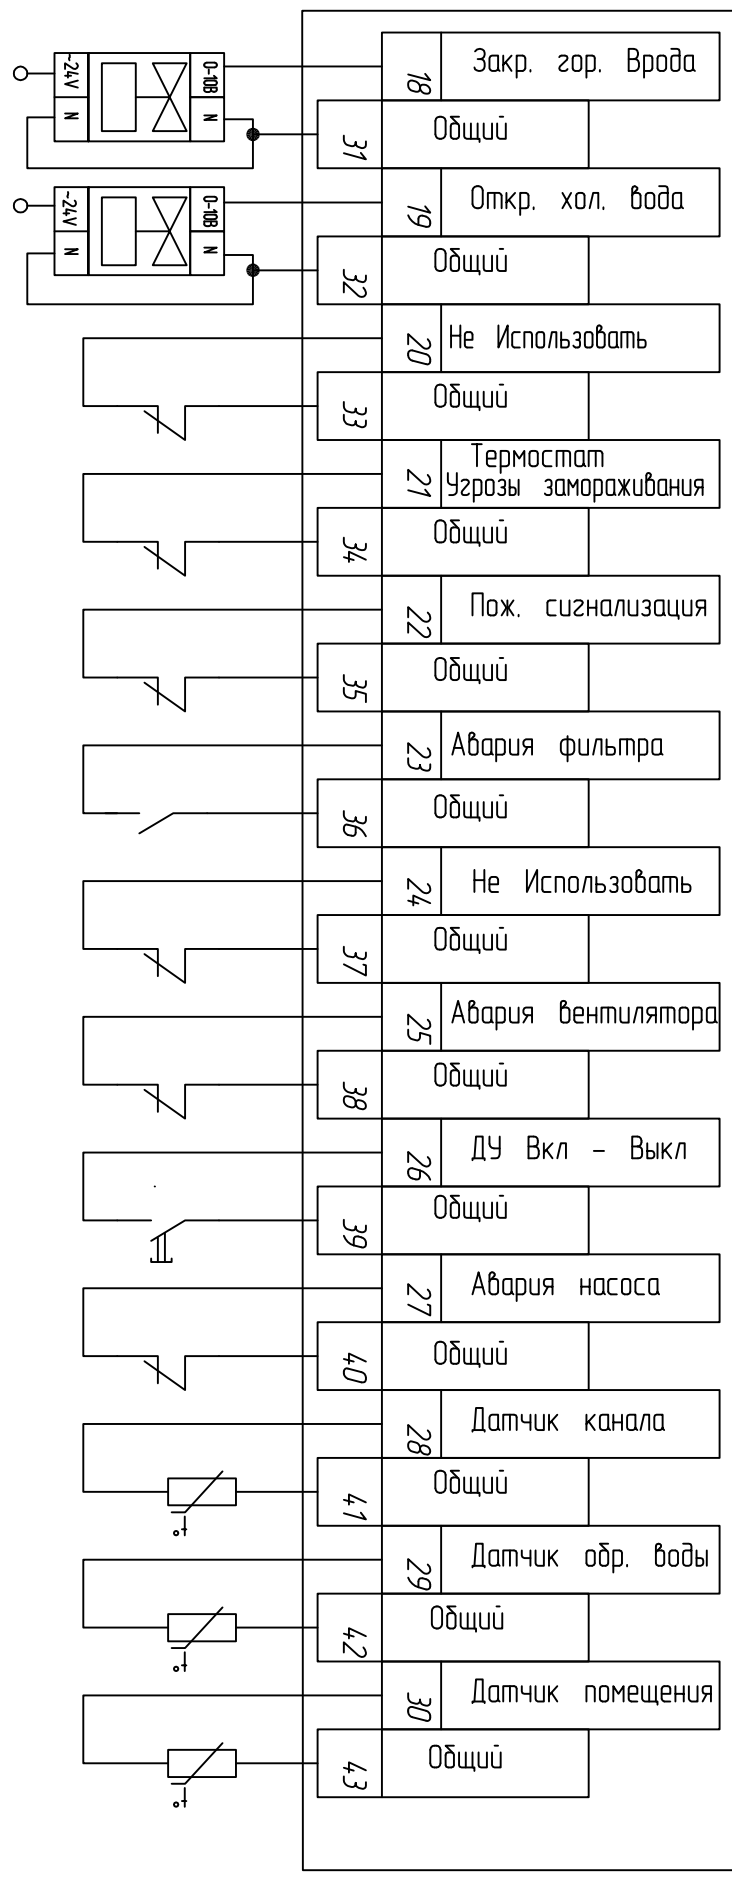 ~24V 0-10В 18 Закр. гор. Врода
N N 31 Общий
~24V 0-10В 19 Откр. хол. вода
N N 32 Общий
20 Не Использовать
33 Общий
Термостат
21 Угрозы замораживания
34 Общий
22 Пож. сигнализация
35 Общий
23 Авария фильтра
36 Общий
24 Не Использовать
37 Общий
25 Авария вентилятора
38 Общий
26 ДУ Вкл - Выкл
39 Общий
27 Авария насоса
40 Общий
28 Датчик канала
41 Общий
t°
29 Датчик обр. воды
42 Общий
t°
30 Датчик помещения
43 Общий
t°